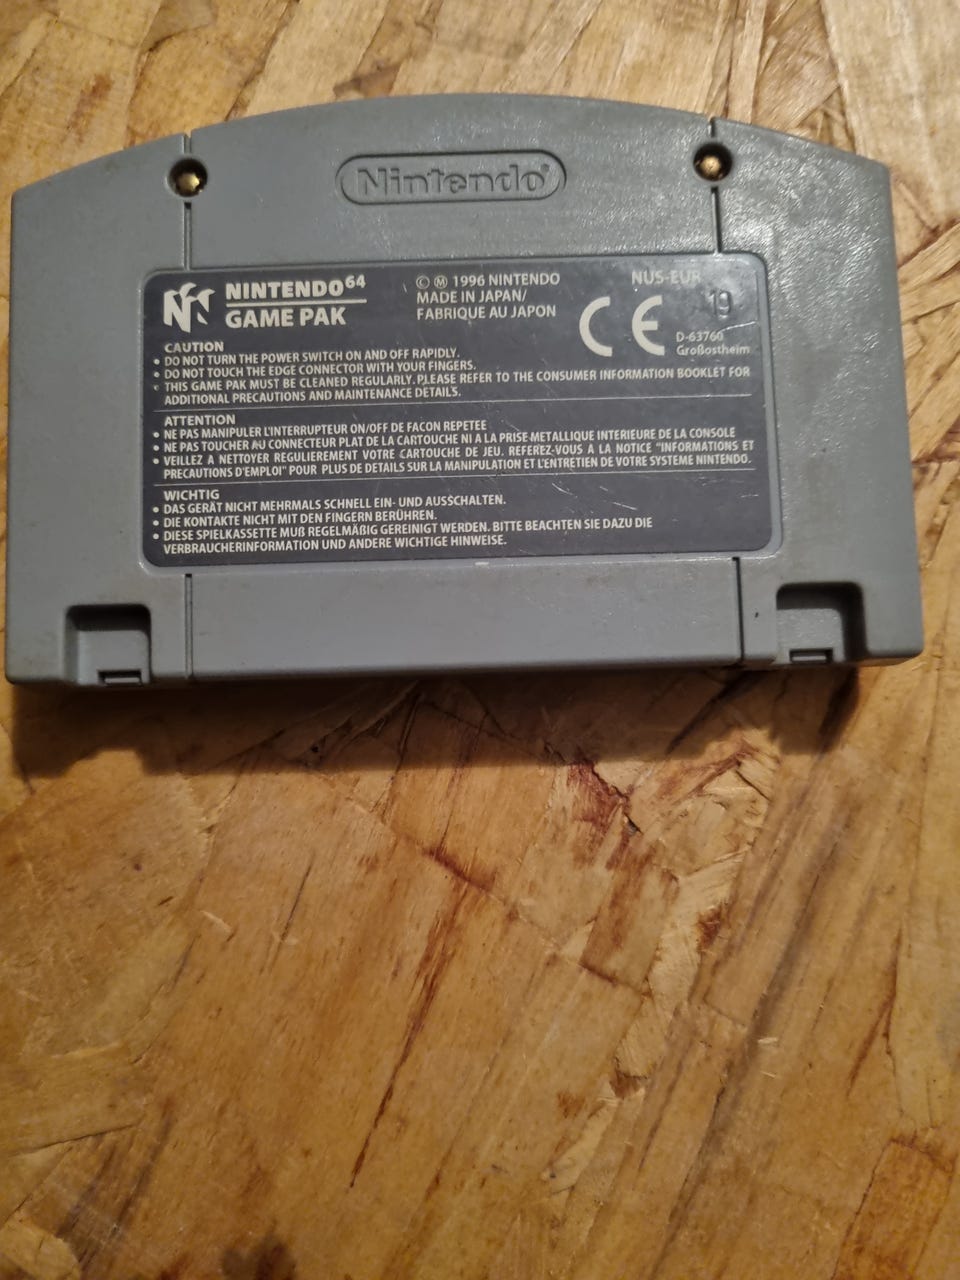 Nintendo®
NINTENDO64
GAME PAK
© Ⓜ 1996 NINTENDO
MADE IN JAPAN/
FABRIQUE AU JAPON
NUS-EUR
19
CE
D-63760
Großostheim
CAUTION
• DO NOT TURN THE POWER SWITCH ON AND OFF RAPIDLY.
• DO NOT TOUCH THE EDGE CONNECTOR WITH YOUR FINGERS.
• THIS GAME PAK MUST BE CLEANED REGULARLY. PLEASE REFER TO THE CONSUMER INFORMATION BOOKLET FOR
ADDITIONAL PRECAUTIONS AND MAINTENANCE DETAILS.
ATTENTION
• NE PAS MANIPULER L'INTERRUPTEUR ON/OFF DE FACON REPETEE
• NE PAS TOUCHER AU CONNECTEUR PLAT DE LA CARTOUCHE NI A LA PRISE METALLIQUE INTERIEURE DE LA CONSOLE
• VEILLEZ A NETTOYER REGULIEREMENT VOTRE CARTOUCHE DE JEU. REFEREZ-VOUS A LA NOTICE "INFORMATIONS ET
PRECAUTIONS D'EMPLOI" POUR PLUS DE DETAILS SUR LA MANIPULATION ET L'ENTRETIEN DE VOTRE SYSTEME NINTENDO.
WICHTIG
• DAS GERÄT NICHT MEHRMALS SCHNELL EIN- UND AUSSCHALTEN.
• DIE KONTAKTE NICHT MIT DEN FINGERN BERÜHREN.
• DIESE SPIELKASSETTE MUß REGELMÄßIG GEREINIGT WERDEN. BITTE BEACHTEN SIE DAZU DIE
VERBRAUCHERINFORMATION UND ANDERE WICHTIGE HINWEISE.